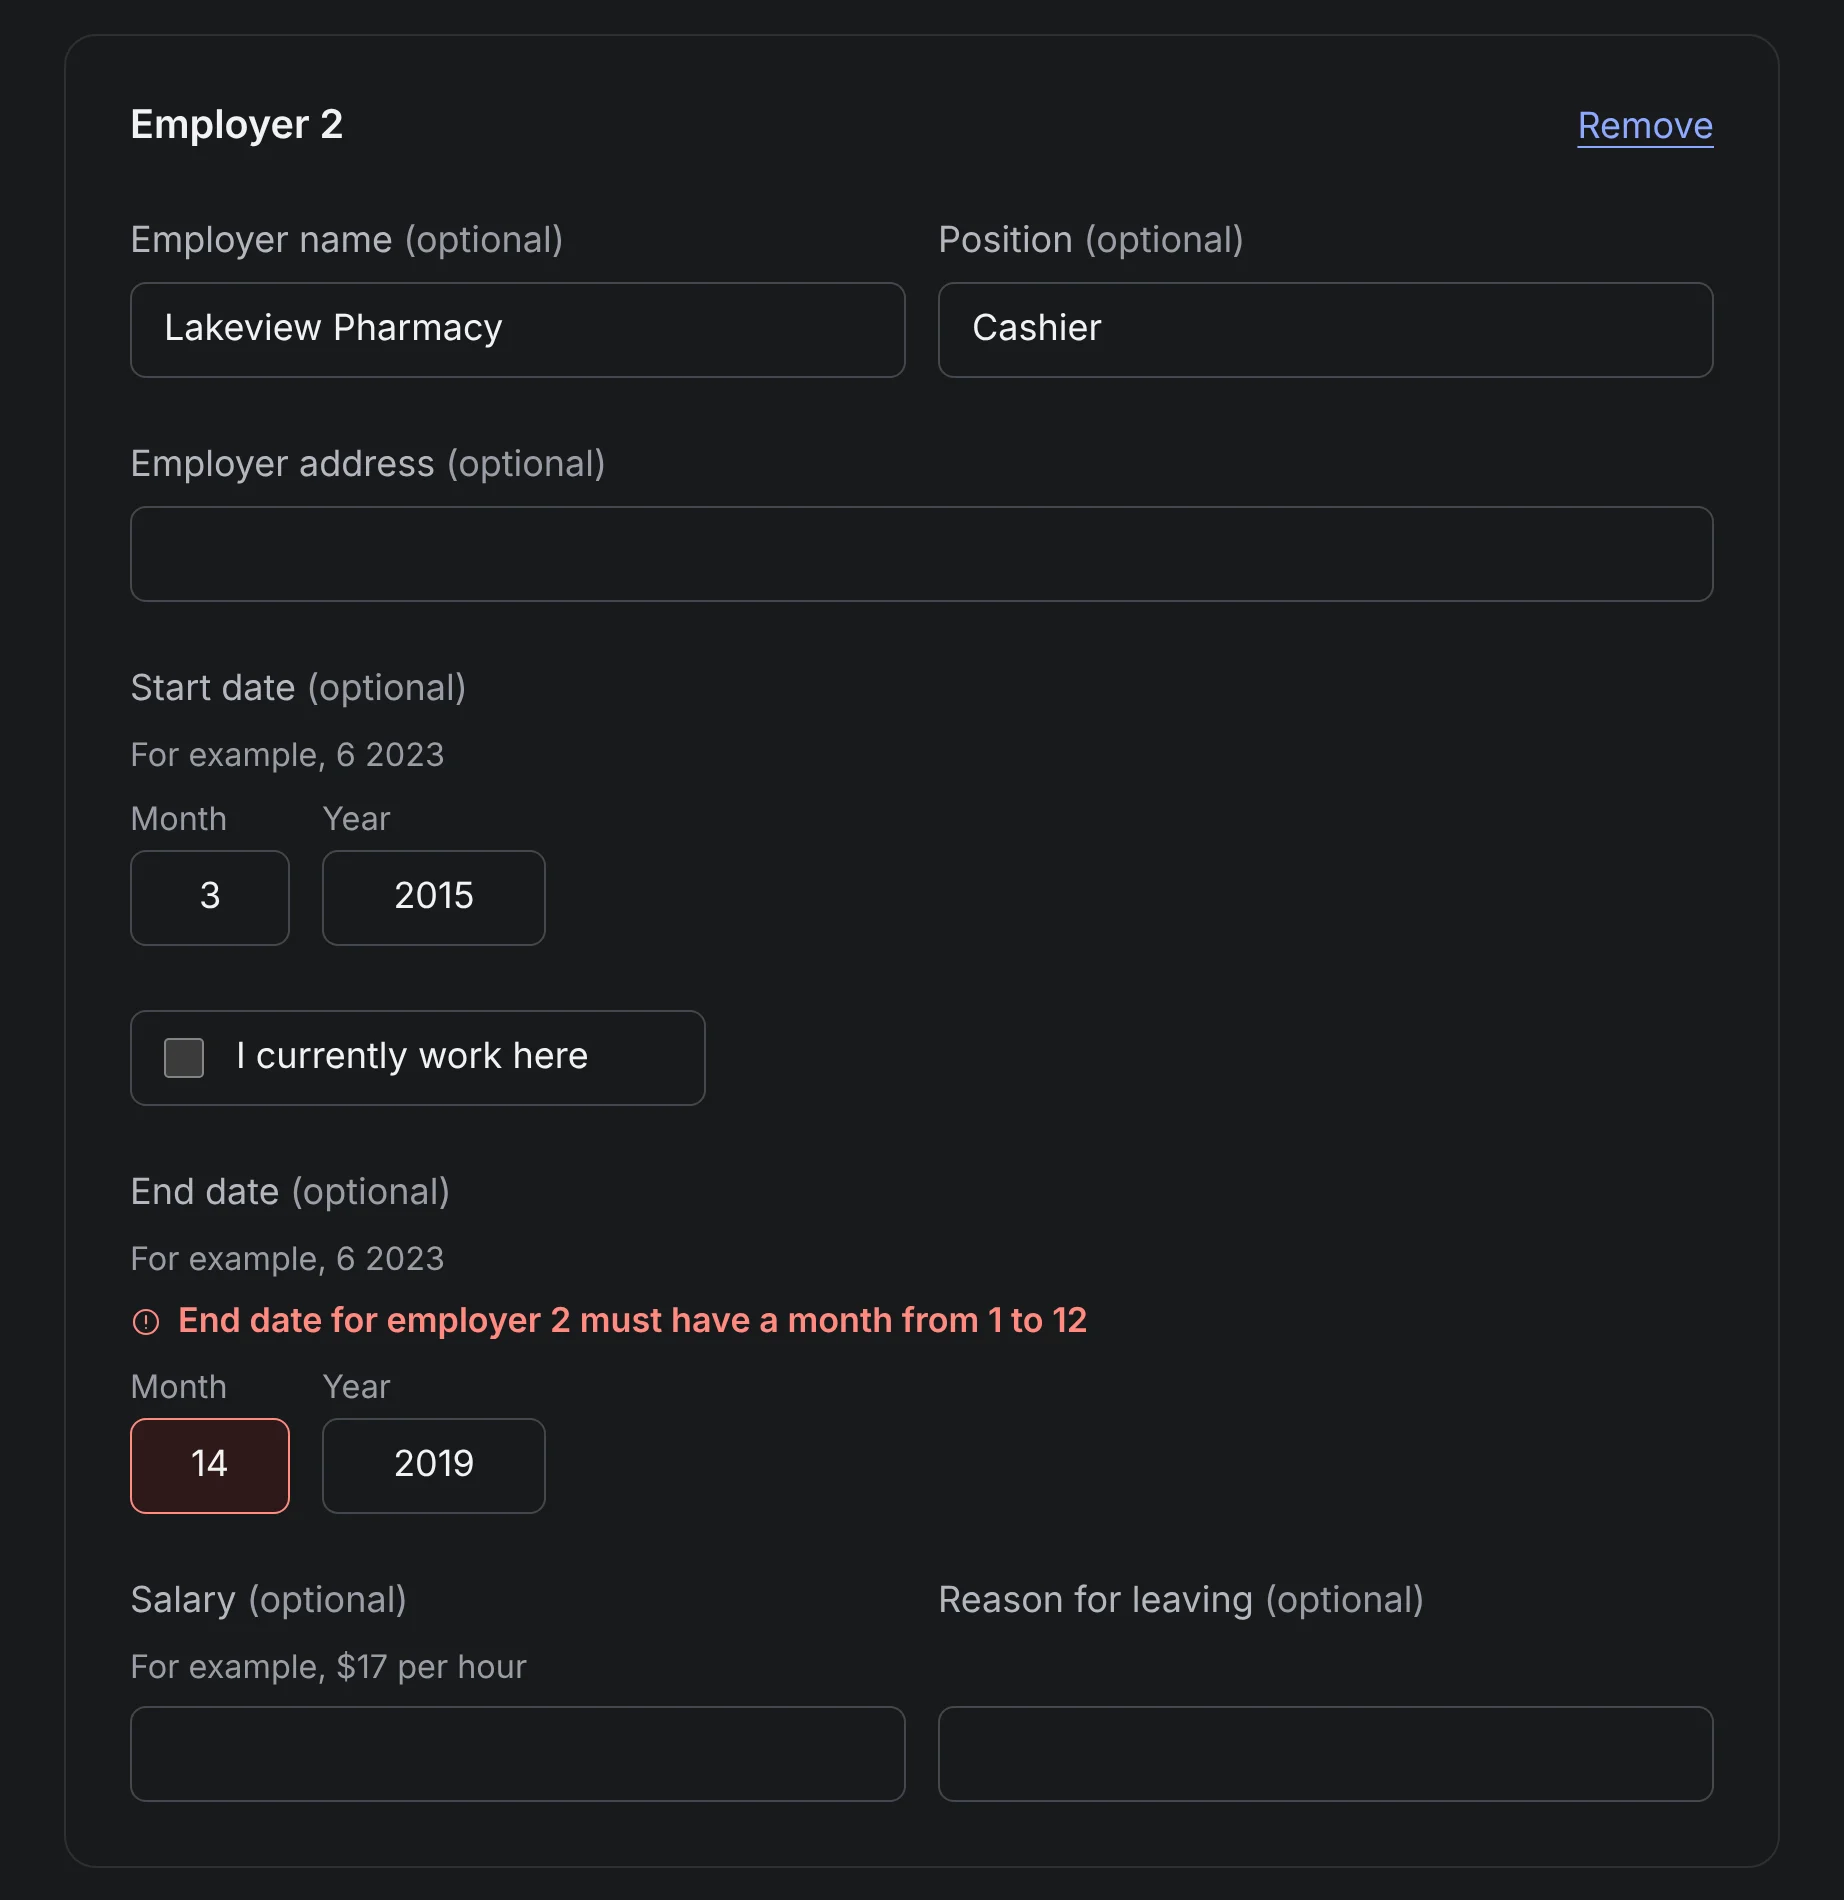 Employer 2
Remove
Employer name (optional)
Position (optional)
Lakeview Pharmacy
Cashier
Employer address (optional)
Start date (optional)
For example, 6 2023
Month
Year
3
2015
I currently work here
End date (optional)
For example, 6 2023
End date for employer 2 must have a month from 1 to 12
Month
Year
14
2019
Salary (optional)
Reason for leaving (optional)
For example, $17 per hour